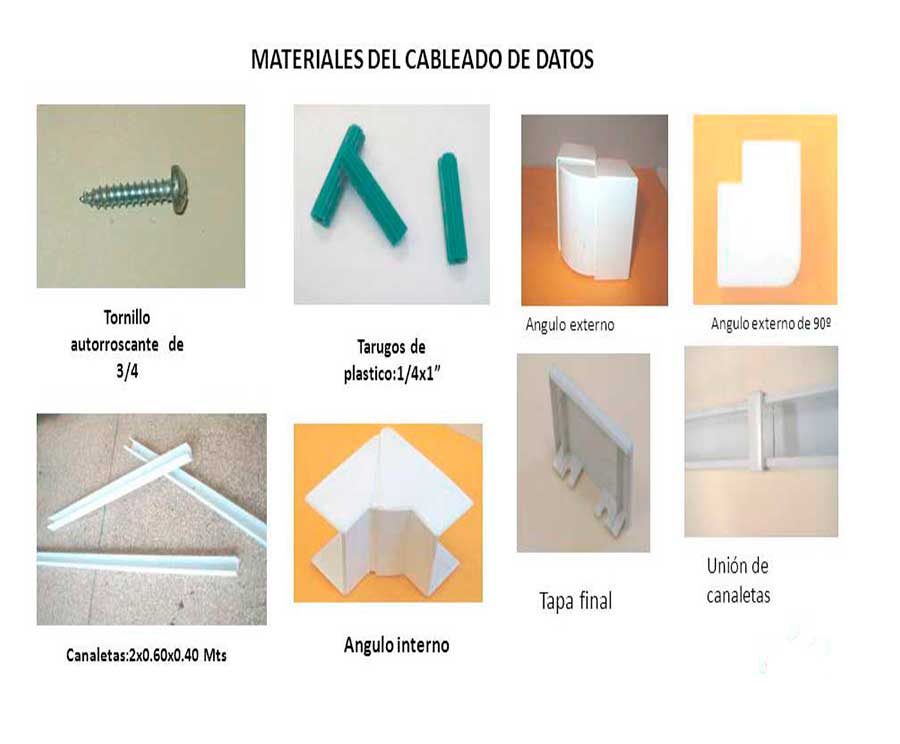 MATERIALES DEL CABLEADO DE DATOS
Tornillo
autorroscante de
3/4
Tarugos de
plastico:1/4x1”
Angulo externo
Angulo externo de 90º
Canaletas:2x0.60x0.40 Mts
Angulo interno
Tapa final
Unión de
canaletas